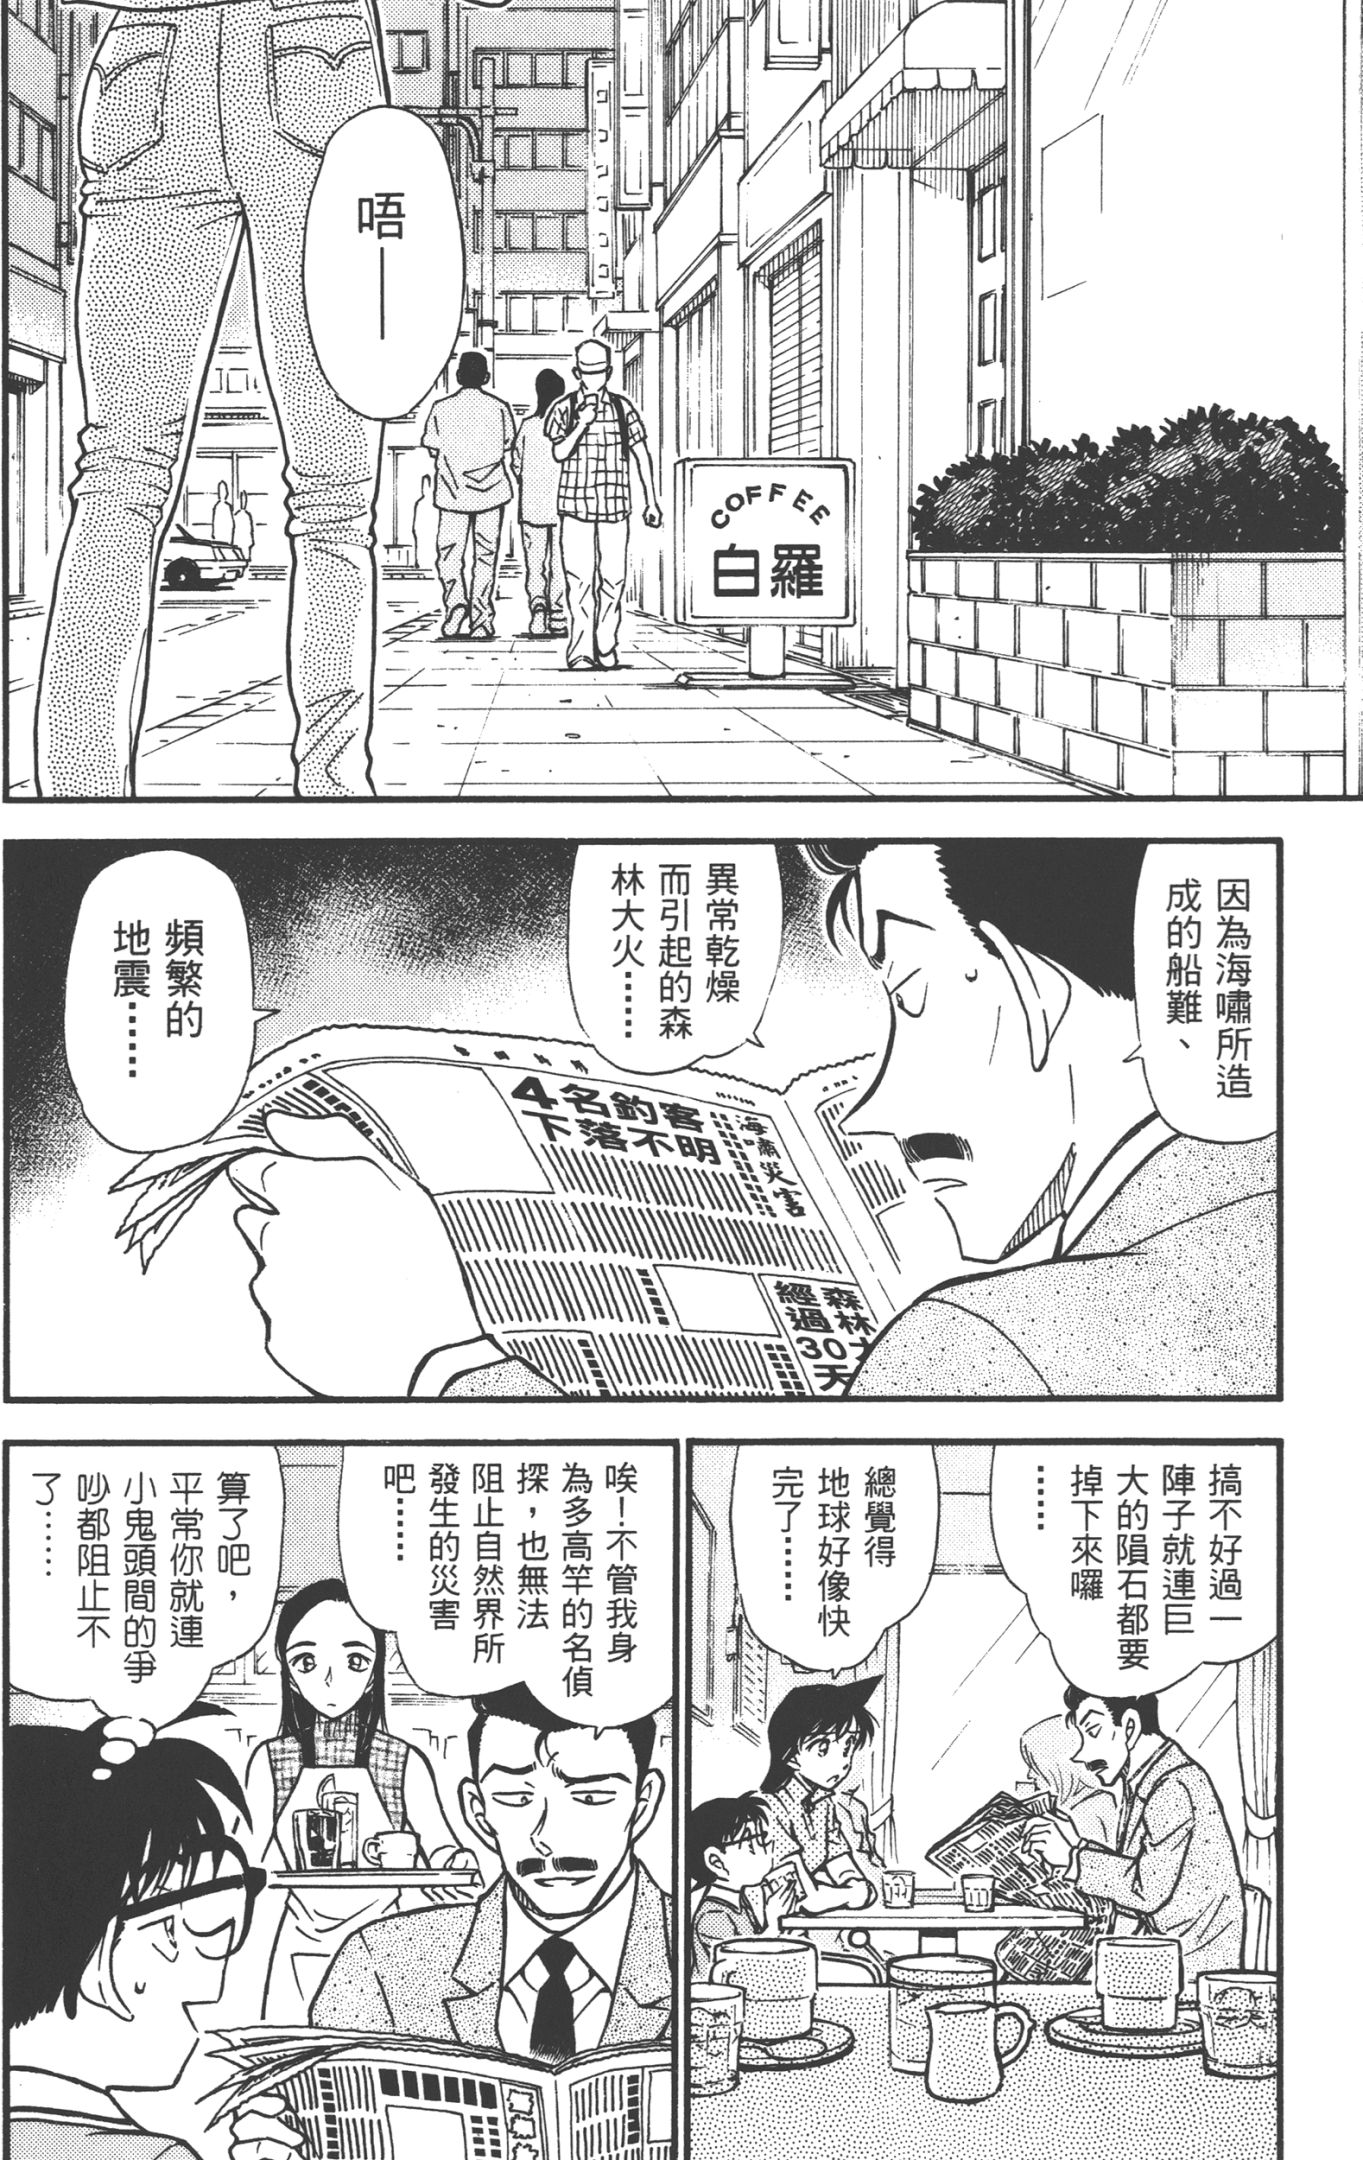 唔——
COFFEE
白羅
因為海嘯所造
成的船難、
異常乾燥
而引起的森
林大火……
頻繁的
地震……
海嘯災害
4名釣客
下落不明
森林大
經過30天
搞不好過一
陣子就連巨
大的隕石都要
掉下來囉
……
總覺得
地球好像快
完了……
唉！不管我身
為多高竿的名偵
探，也無法
阻止自然界所
發生的災害
吧……
算了吧，
平常你就連
小鬼頭間的爭
吵都阻止不
了……